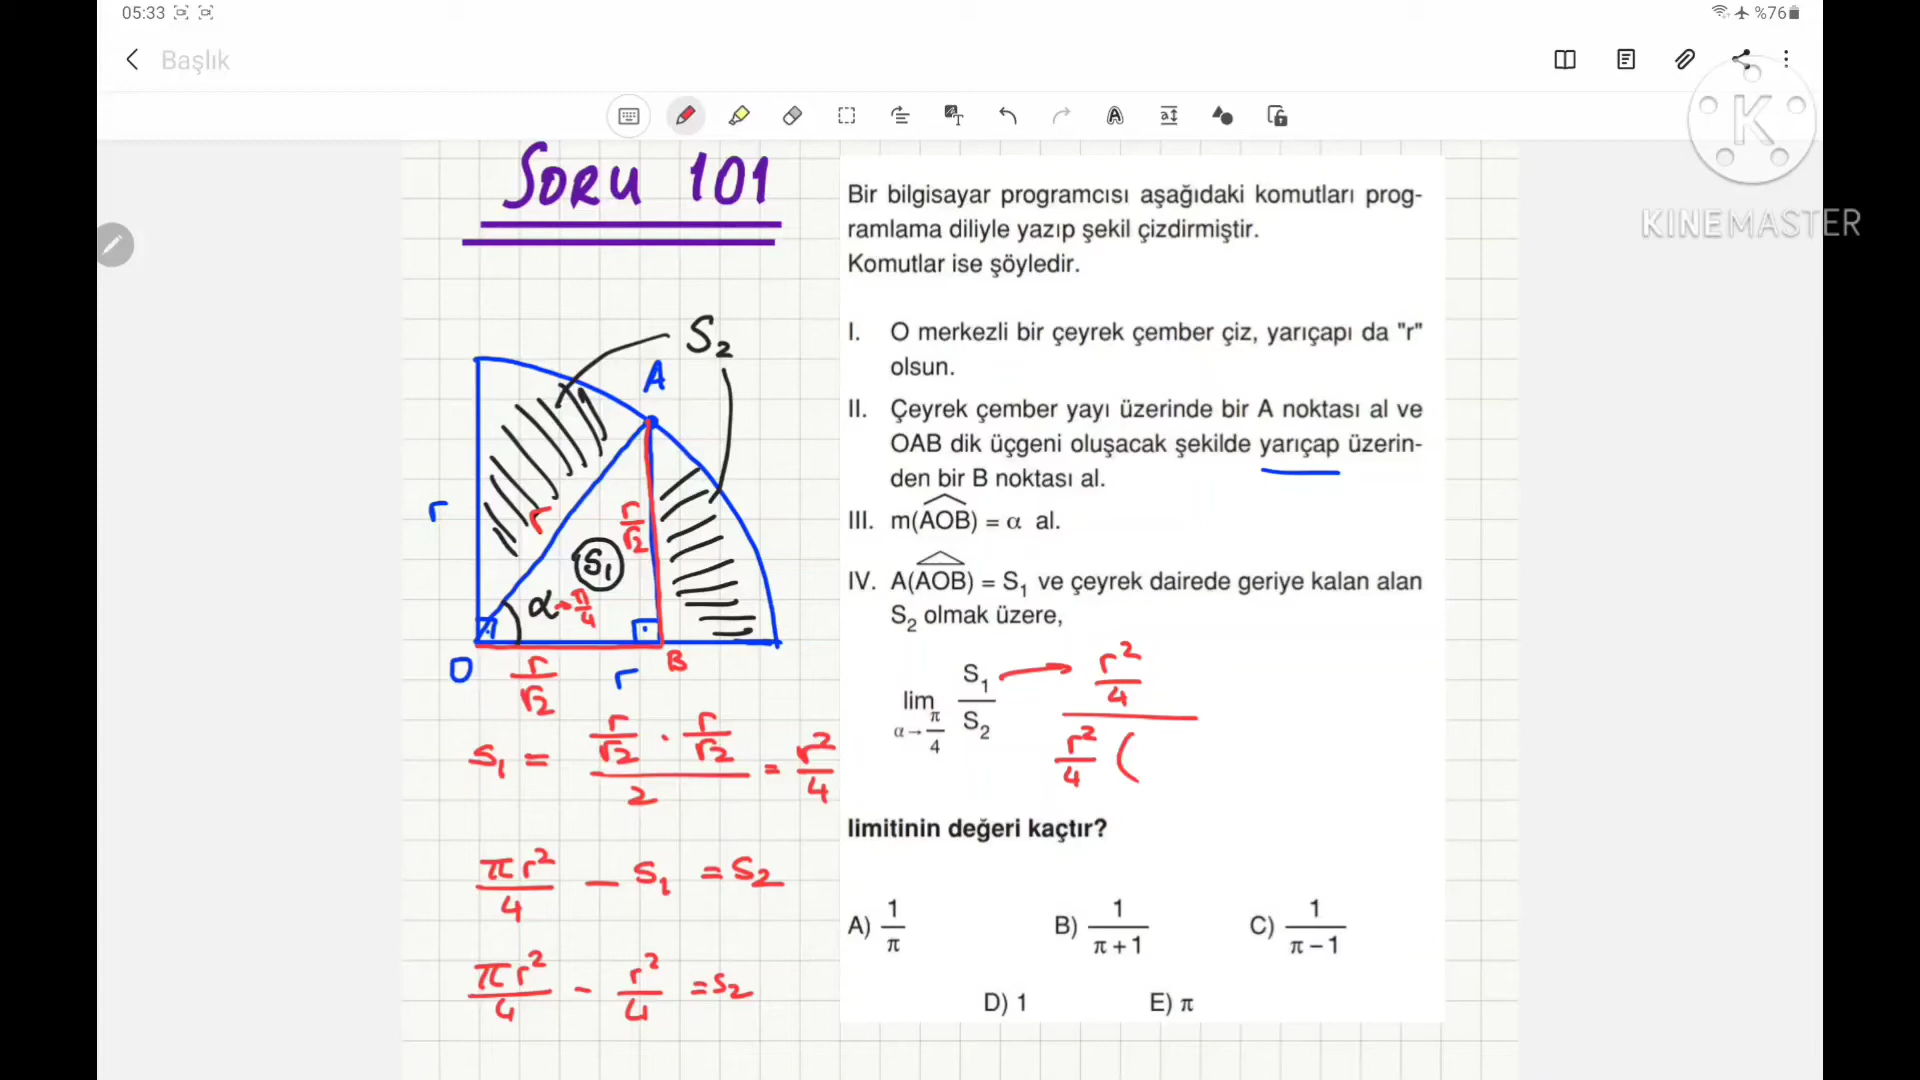 05:33
%76
Başlık
KINEMASTER
SORU 101
Bir bilgisayar programcısı aşağıdaki komutları prog-
ramlama diliyle yazıp şekil çizdirmiştir.
Komutlar ise şöyledir.
I. O merkezli bir çeyrek çember çiz, yarıçapı da "r"
olsun.
II. Çeyrek çember yayı üzerinde bir A noktası al ve
OAB dik üçgeni oluşacak şekilde yarıçap üzerin-
den bir B noktası al.
III. m(AOB) = α al.
IV. A(AOB) = S₁ ve çeyrek dairede geriye kalan alan
S₂ olmak üzere,
lim α→π/4 S₁/S₂ → (r²/4)/(r²/4 (
limitinin değeri kaçtır?
A) 1/π B) 1/(π+1) C) 1/(π−1)
D) 1 E) π
S₂
A
r
r
r/√2
S₁
α → π/4
O
r/√2
r
B
S₁ = (r/√2 · r/√2)/2 = r²/4
πr²/4 − S₁ = S₂
πr²/4 − r²/4 = S₂